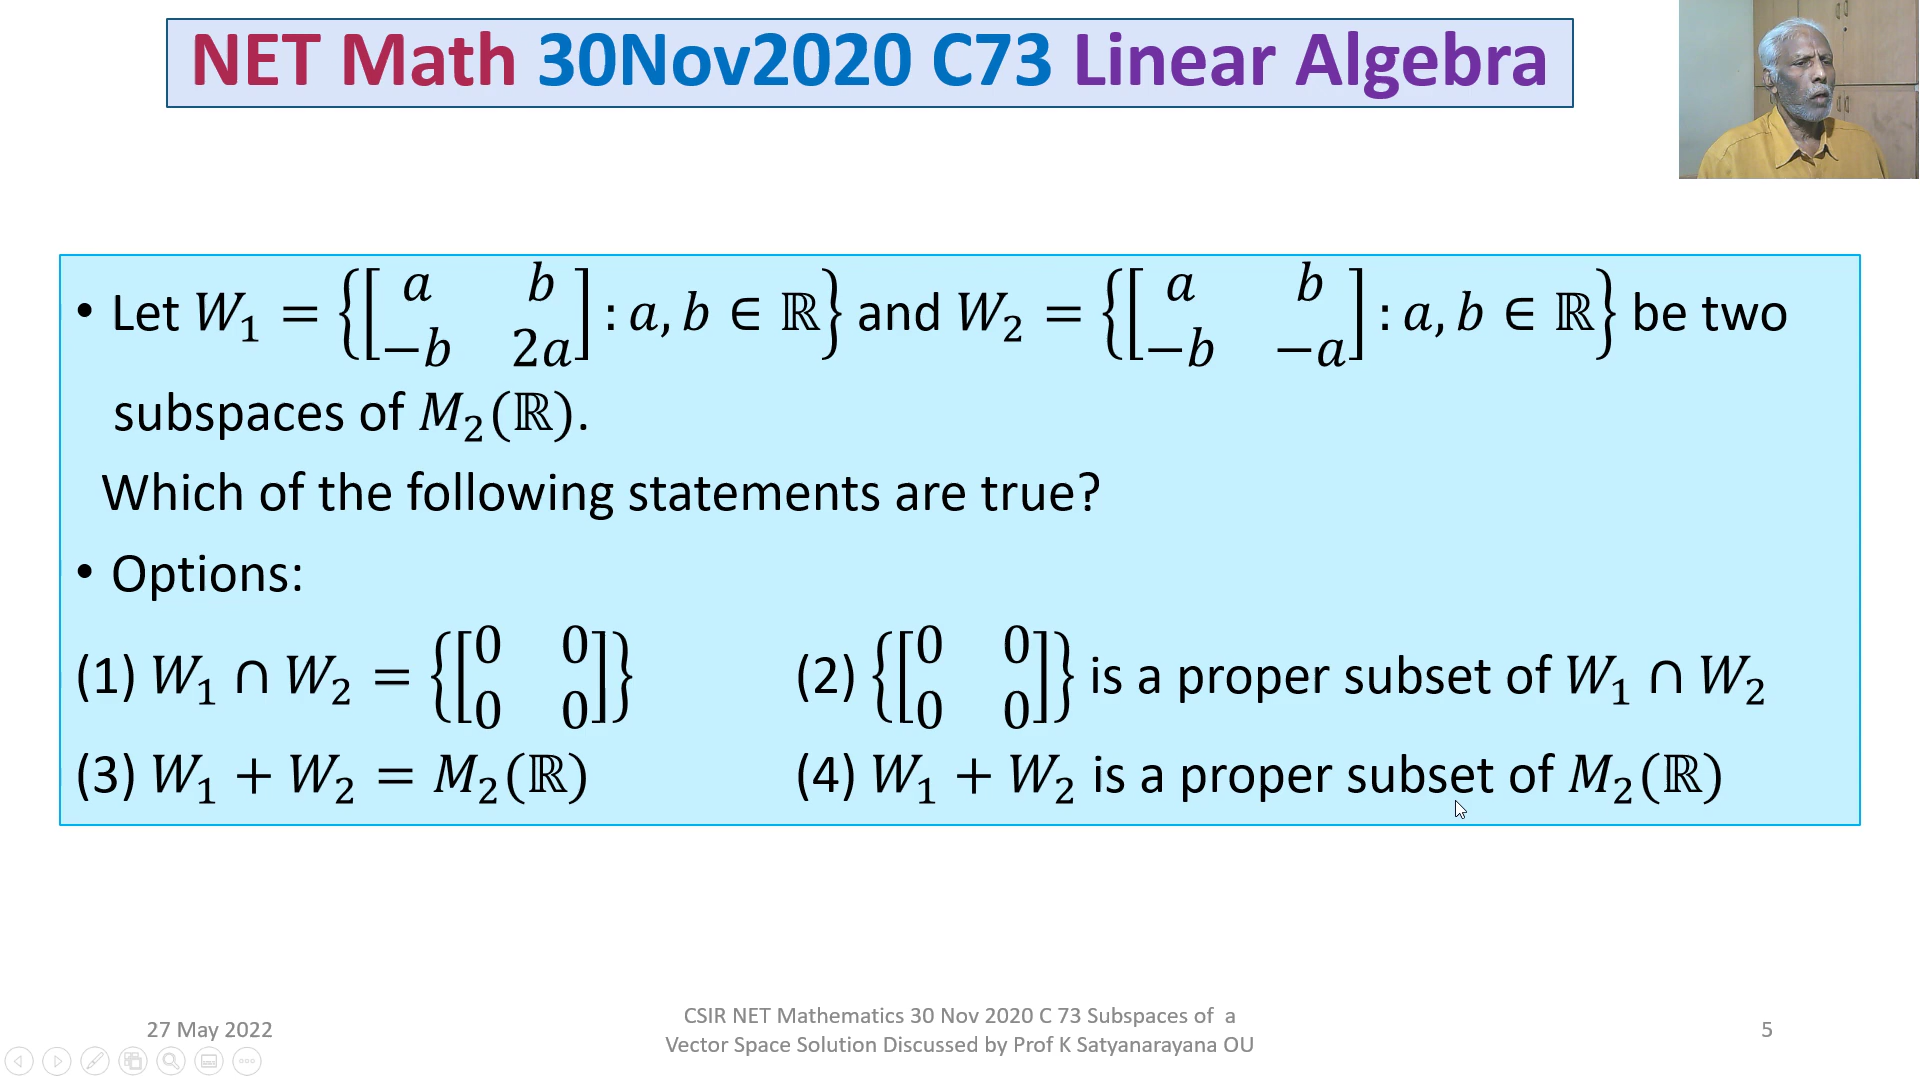 NET Math 30Nov2020 C73 Linear Algebra
• Let 𝑊₁ = {[𝑎 𝑏; −𝑏 2𝑎] : 𝑎, 𝑏 ∈ ℝ} and 𝑊₂ = {[𝑎 𝑏; −𝑏 −𝑎] : 𝑎, 𝑏 ∈ ℝ} be two
subspaces of 𝑀₂(ℝ).
Which of the following statements are true?
• Options:
(1) 𝑊₁ ∩ 𝑊₂ = {[0 0; 0 0]} (2) {[0 0; 0 0]} is a proper subset of 𝑊₁ ∩ 𝑊₂
(3) 𝑊₁ + 𝑊₂ = 𝑀₂(ℝ) (4) 𝑊₁ + 𝑊₂ is a proper subset of 𝑀₂(ℝ)
27 May 2022
CSIR NET Mathematics 30 Nov 2020 C 73 Subspaces of a
Vector Space Solution Discussed by Prof K Satyanarayana OU
5